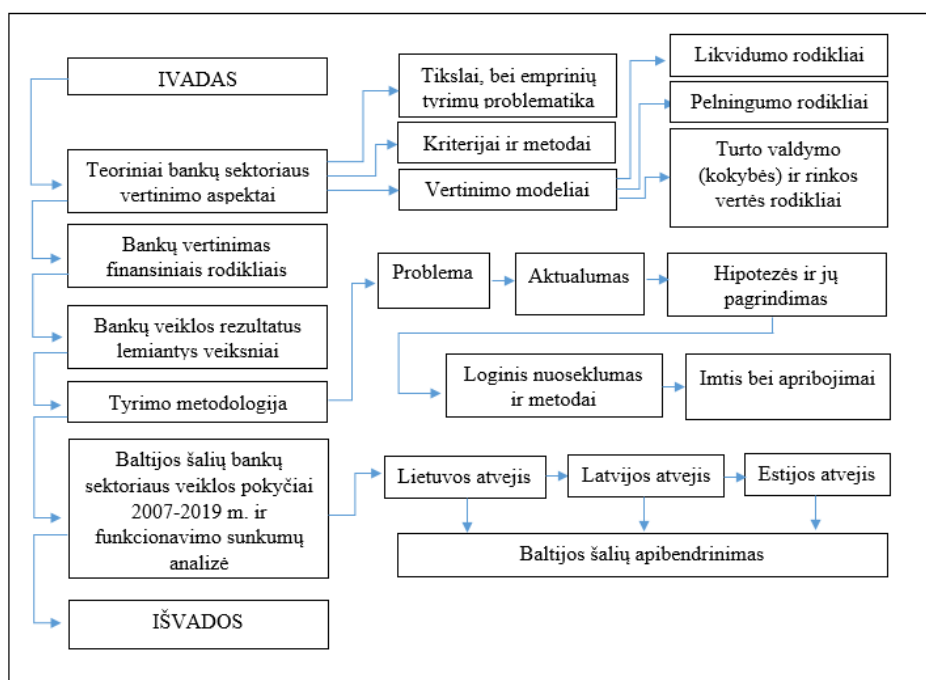 IVADAS
Teoriniai bankų sektoriaus
vertinimo aspektai
Tikslai, bei emprinių
tyrimų problematika
Kriterijai ir metodai
Vertinimo modeliai
Likvidumo rodikliai
Pelningumo rodikliai
Turto valdymo
(kokybės) ir rinkos
vertės rodikliai
Bankų vertinimas
finansiniais rodikliais
Bankų veiklos rezultatus
lemiantys veiksniai
Tyrimo metodologija
Problema
Aktualumas
Hipotezės ir jų
pagrindimas
Loginis nuoseklumas
ir metodai
Imtis bei apribojimai
Baltijos šalių bankų
sektoriaus veiklos pokyčiai
2007-2019 m. ir
funkcionavimo sunkumų
analizė
Lietuvos atvejis
Latvijos atvejis
Estijos atvejis
Baltijos šalių apibendrinimas
IŠVADOS